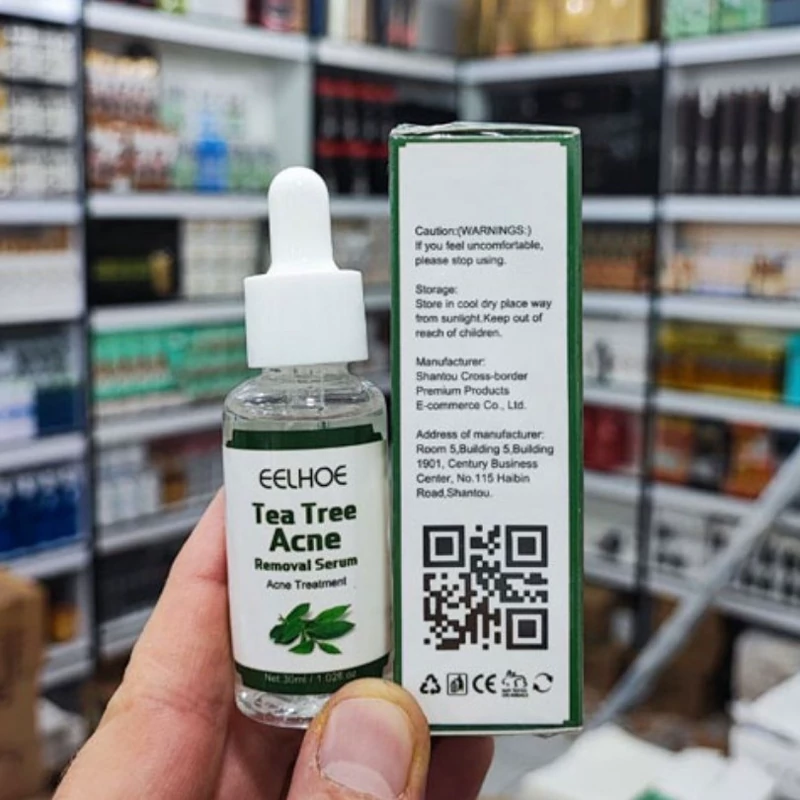 EELHOE
Tea Tree
Acne
Removal Serum
Acne Treatment
Net 30ml / 1.02fl oz
Caution:(WARNINGS:)
If you feel uncomfortable,
please stop using.
Storage:
Store in cool dry place way
from sunlight.Keep out of
reach of children.
Manufacturer:
Shantou Cross-border
Premium Products
E-commerce Co., Ltd.
Address of manufacturer:
Room 5,Building 5,Building
1901, Century Business
Center, No.115 Haibin
Road,Shantou.
CE